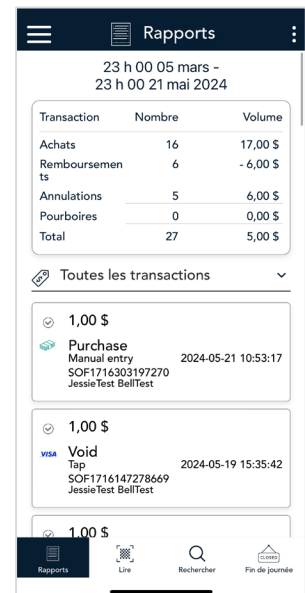 Rapports
23 h 00 05 mars -
23 h 00 21 mai 2024
Transaction Nombre Volume
Achats 16 17,00 $
Remboursemen
ts 6 - 6,00 $
Annulations 5 6,00 $
Pourboires 0 0,00 $
Total 27 5,00 $
Toutes les transactions
1,00 $
Purchase
Manual entry 2024-05-21 10:53:17
SOF1716303197270
JessieTest BellTest
1,00 $
VISA Void
Tap 2024-05-19 15:35:42
SOF1716147278669
JessieTest BellTest
1,00 $
Rapports Lire Rechercher CLOSED Fin de journée